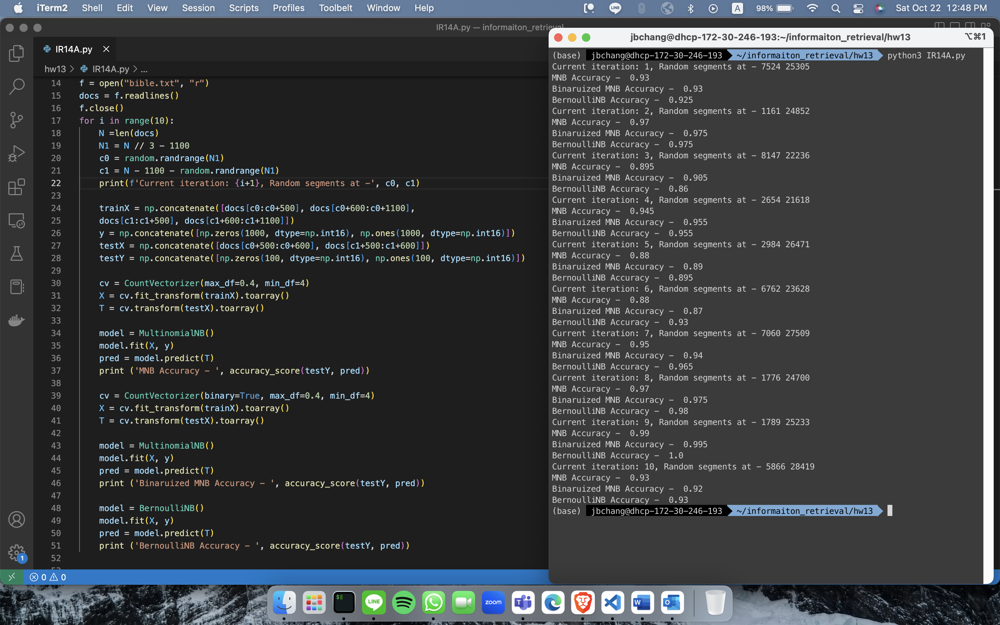 iTerm2 Shell Edit View Session Scripts Profiles Toolbelt Window Help LINE A 98% Sat Oct 22 12:48 PM
IR14A.py — informaiton_retrieval
IR14A.py
hw13 > IR14A.py > ...
14 f = open("bible.txt", "r")
15 docs = f.readlines()
16 f.close()
17 for i in range(10):
18 N =len(docs)
19 N1 = N // 3 - 1100
20 c0 = random.randrange(N1)
21 c1 = N - 1100 - random.randrange(N1)
22 print(f'Current iteration: {i+1}, Random segments at -', c0, c1)
23
24 trainX = np.concatenate([docs[c0:c0+500], docs[c0+600:c0+1100],
25 docs[c1:c1+500], docs[c1+600:c1+1100]])
26 y = np.concatenate([np.zeros(1000, dtype=np.int16), np.ones(1000, dtype=np.int16)])
27 testX = np.concatenate([docs[c0+500:c0+600], docs[c1+500:c1+600]])
28 testY = np.concatenate([np.zeros(100, dtype=np.int16), np.ones(100, dtype=np.int16)])
29
30 cv = CountVectorizer(max_df=0.4, min_df=4)
31 X = cv.fit_transform(trainX).toarray()
32 T = cv.transform(testX).toarray()
33
34 model = MultinomialNB()
35 model.fit(X, y)
36 pred = model.predict(T)
37 print ('MNB Accuracy - ', accuracy_score(testY, pred))
38
39 cv = CountVectorizer(binary=True, max_df=0.4, min_df=4)
40 X = cv.fit_transform(trainX).toarray()
41 T = cv.transform(testX).toarray()
42
43 model = MultinomialNB()
44 model.fit(X, y)
45 pred = model.predict(T)
46 print ('Binaruized MNB Accuracy - ', accuracy_score(testY, pred))
47
48 model = BernoulliNB()
49 model.fit(X, y)
50 pred = model.predict(T)
51 print ('BernoulliNB Accuracy - ', accuracy_score(testY, pred))
52
1
0 0
jbchang@dhcp-172-30-246-193:~/informaiton_retrieval/hw13 ⌥⌘1
(base) jbchang@dhcp-172-30-246-193 ~/informaiton_retrieval/hw13 python3 IR14A.py
Current iteration: 1, Random segments at - 7524 25305
MNB Accuracy - 0.93
Binaruized MNB Accuracy - 0.93
BernoulliNB Accuracy - 0.925
Current iteration: 2, Random segments at - 1161 24852
MNB Accuracy - 0.97
Binaruized MNB Accuracy - 0.975
BernoulliNB Accuracy - 0.975
Current iteration: 3, Random segments at - 8147 22236
MNB Accuracy - 0.895
Binaruized MNB Accuracy - 0.905
BernoulliNB Accuracy - 0.86
Current iteration: 4, Random segments at - 2654 21618
MNB Accuracy - 0.945
Binaruized MNB Accuracy - 0.955
BernoulliNB Accuracy - 0.955
Current iteration: 5, Random segments at - 2984 26471
MNB Accuracy - 0.88
Binaruized MNB Accuracy - 0.89
BernoulliNB Accuracy - 0.895
Current iteration: 6, Random segments at - 6762 23628
MNB Accuracy - 0.88
Binaruized MNB Accuracy - 0.87
BernoulliNB Accuracy - 0.93
Current iteration: 7, Random segments at - 7060 27509
MNB Accuracy - 0.95
Binaruized MNB Accuracy - 0.94
BernoulliNB Accuracy - 0.965
Current iteration: 8, Random segments at - 1776 24700
MNB Accuracy - 0.97
Binaruized MNB Accuracy - 0.975
BernoulliNB Accuracy - 0.98
Current iteration: 9, Random segments at - 1789 25233
MNB Accuracy - 0.99
Binaruized MNB Accuracy - 0.995
BernoulliNB Accuracy - 1.0
Current iteration: 10, Random segments at - 5866 28419
MNB Accuracy - 0.93
Binaruized MNB Accuracy - 0.92
BernoulliNB Accuracy - 0.93
(base) jbchang@dhcp-172-30-246-193 ~/informaiton_retrieval/hw13
$ LINE zoom T W O